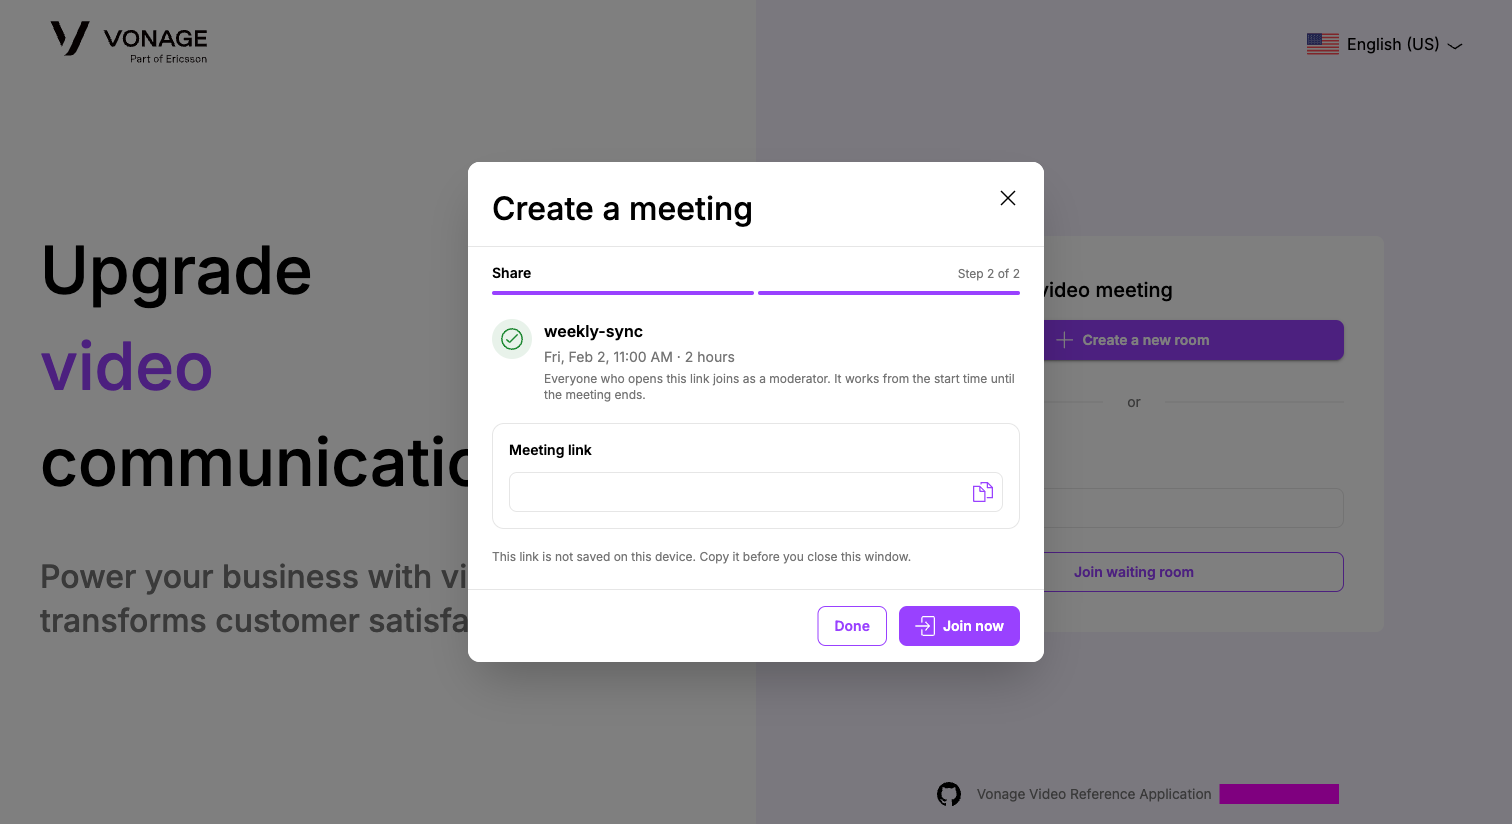 VONAGE
Part of Ericsson
English (US)
Create a meeting
Share
Step 2 of 2
weekly-sync
Fri, Feb 2, 11:00 AM · 2 hours
Everyone who opens this link joins as a moderator. It works from the start time until
the meeting ends.
Meeting link
This link is not saved on this device. Copy it before you close this window.
Done
Join now
Upgrade
video
Power your business with
transforms customer
video meeting
Create a new room
or
Join waiting room
Vonage Video Reference Application